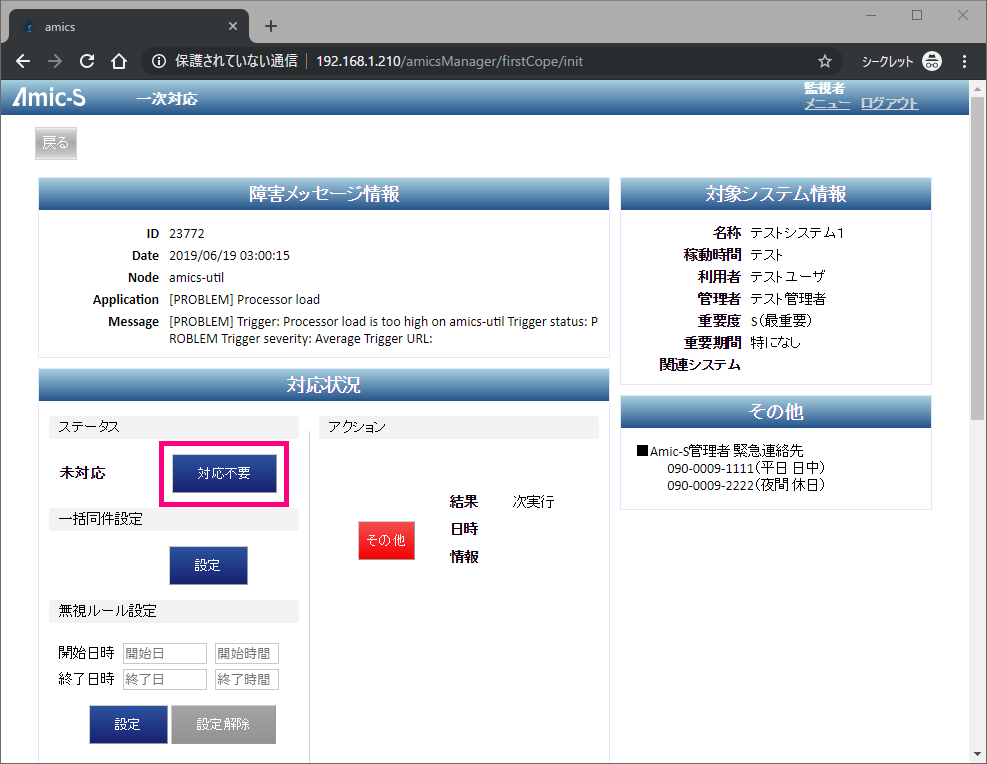 amics
保護されていない通信 192.168.1.210/amicsManager/firstCope/init シークレット
Amic-S 一次対応 監視者
メニュー ログアウト
戻る
障害メッセージ情報
ID 23772
Date 2019/06/19 03:00:15
Node amics-util
Application [PROBLEM] Processor load
Message [PROBLEM] Trigger: Processor load is too high on amics-util Trigger status: P
ROBLEM Trigger severity: Average Trigger URL:
対象システム情報
名称 テストシステム1
稼動時間 テスト
利用者 テストユーザ
管理者 テスト管理者
重要度 S(最重要)
重要期間 特になし
関連システム
対応状況
ステータス
未対応 対応不要
一括同件設定
設定
無視ルール設定
開始日時 開始日 開始時間
終了日時 終了日 終了時間
設定 設定解除
アクション
その他
結果 次実行
日時
情報
その他
■Amic-S管理者 緊急連絡先
090-0009-1111(平日 日中)
090-0009-2222(夜間 休日)